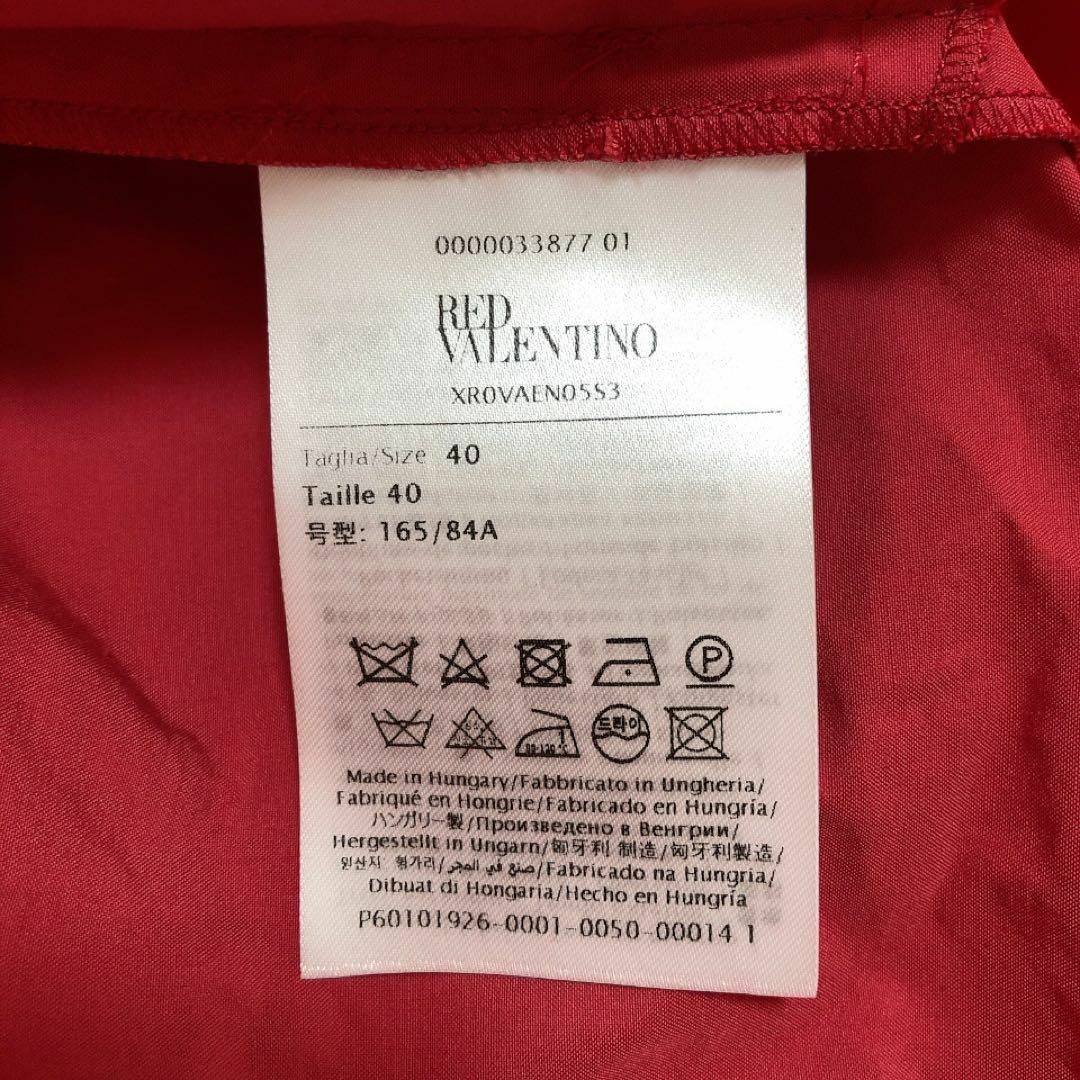 0000033877 01
RED
VALENTINO
XR0VAEN05S3
Taglia/Size 40
Taille 40
号型: 165/84A
P
80-120°C 드라이
Made in Hungary/Fabbricato in Ungheria/
Fabriqué en Hongrie/Fabricado en Hungría/
ハンガリー製/Произведено в Венгрии/
Hergestellt in Ungarn/匈牙利 制造/匈牙利製造/
원산지 헝가리/صنع في المجر/Fabricado na Hungria/
Dibuat di Hongaria/Hecho en Hungría
P60101926-0001-0050-00014 1